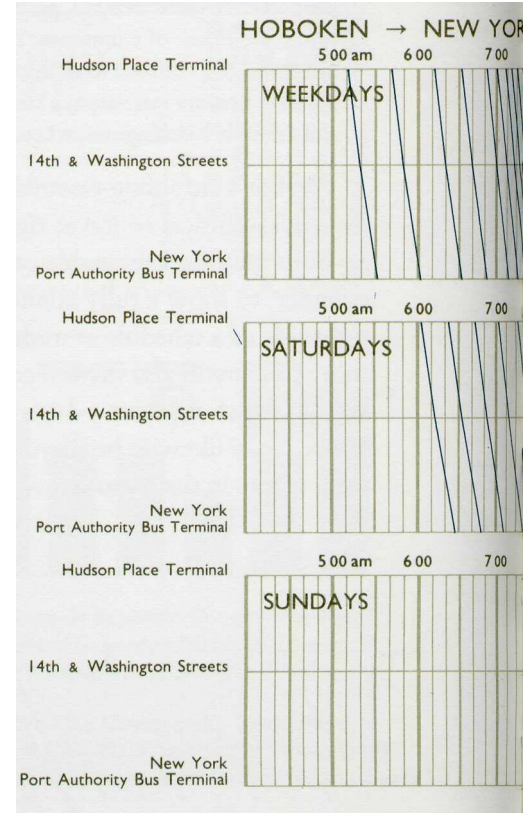 HOBOKEN → NEW YOR
5 00 am 6 00 7 00
Hudson Place Terminal
WEEKDAYS
14th & Washington Streets
New York
Port Authority Bus Terminal
5 00 am 6 00 7 00
Hudson Place Terminal
SATURDAYS
14th & Washington Streets
New York
Port Authority Bus Terminal
5 00 am 6 00 7 00
Hudson Place Terminal
SUNDAYS
14th & Washington Streets
New York
Port Authority Bus Terminal